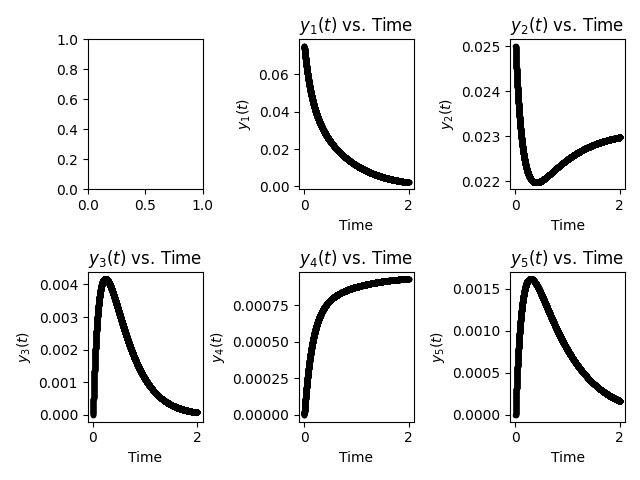 1.0
0.8
0.6
0.4
0.2
0.0
0.0 0.5 1.0
y₁(t) vs. Time
0.06
0.04
0.02
0.00
y₁(t)
0 2
Time
y₂(t) vs. Time
0.025
0.024
0.023
0.022
y₂(t)
0 2
Time
y₃(t) vs. Time
0.004
0.003
0.002
0.001
0.000
y₃(t)
0 2
Time
y₄(t) vs. Time
0.00075
0.00050
0.00025
0.00000
y₄(t)
0 2
Time
y₅(t) vs. Time
0.0015
0.0010
0.0005
0.0000
y₅(t)
0 2
Time